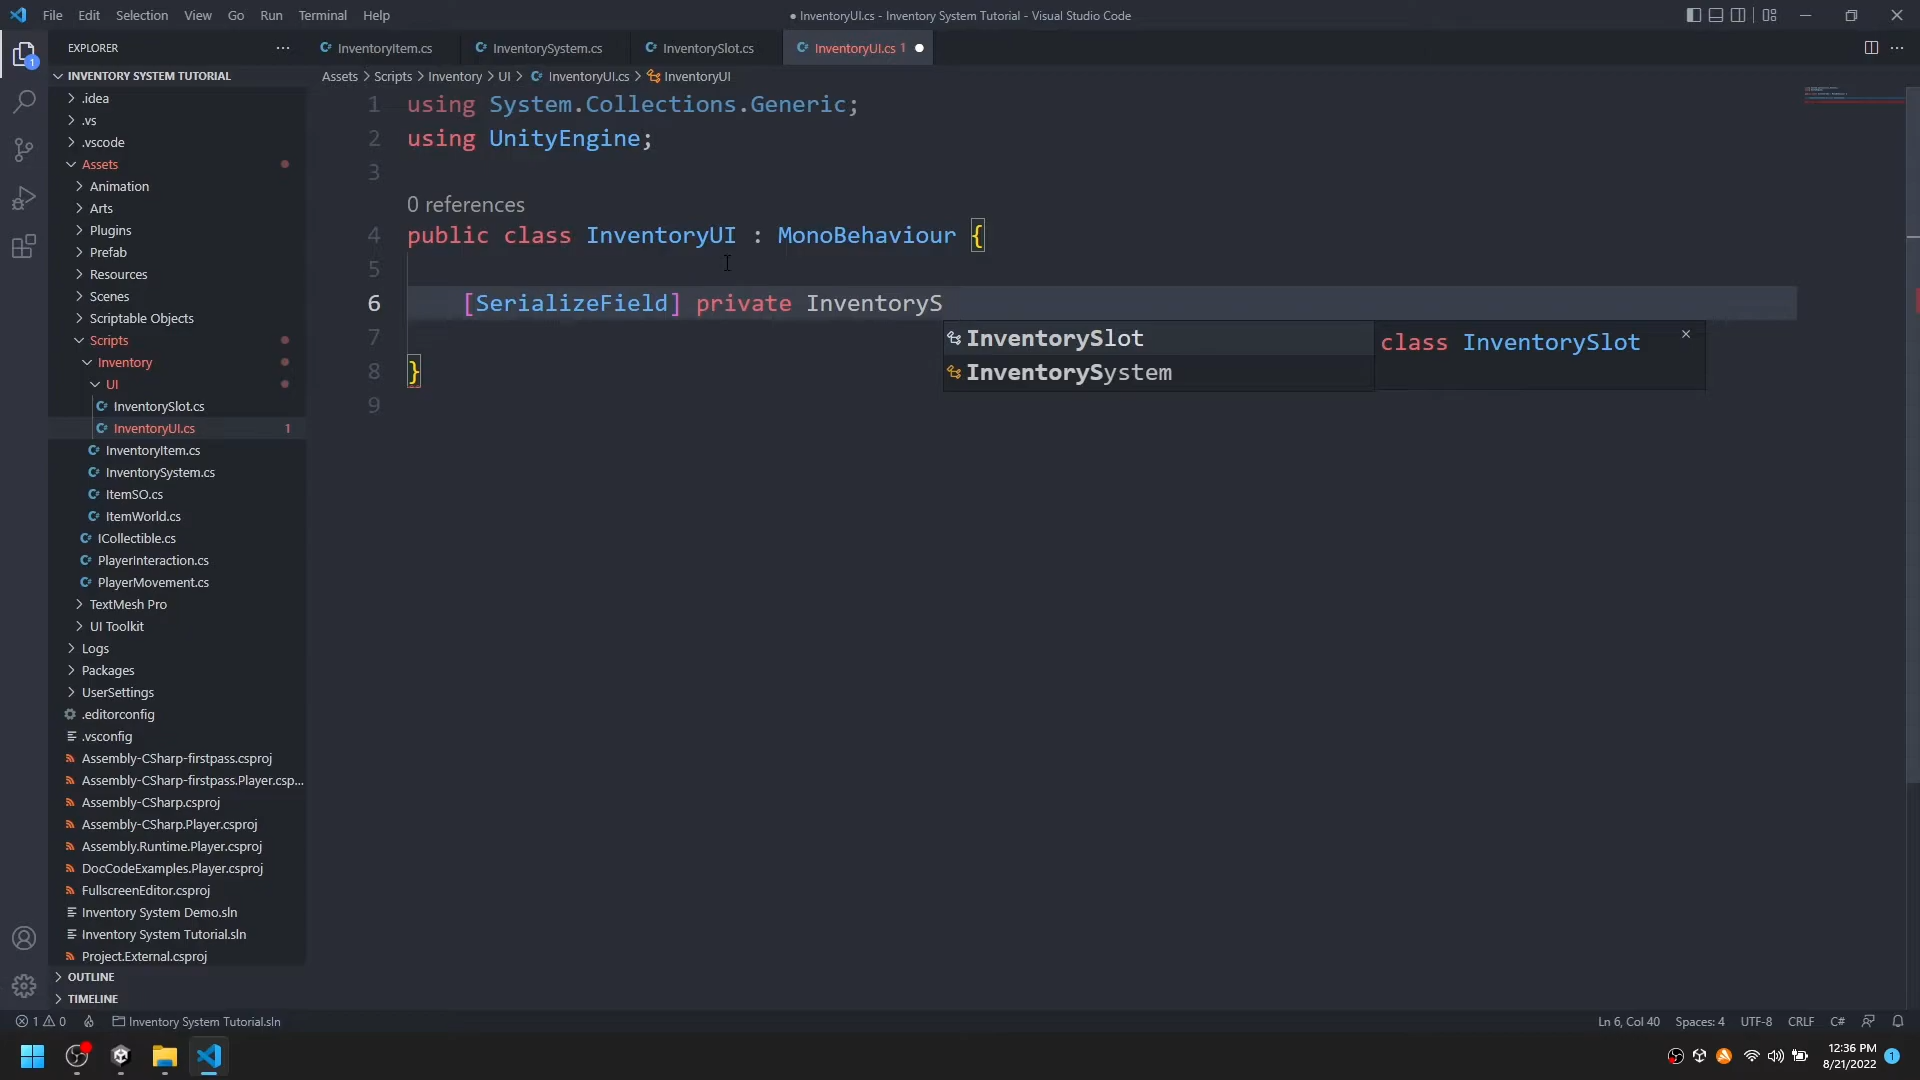 File Edit Selection View Go Run Terminal Help
● InventoryUI.cs - Inventory System Tutorial - Visual Studio Code
EXPLORER
InventoryItem.cs
InventorySystem.cs
InventorySlot.cs
InventoryUI.cs 1
INVENTORY SYSTEM TUTORIAL
Assets > Scripts > Inventory > UI > InventoryUI.cs > InventoryUI
.idea
.vs
.vscode
Assets
Animation
Arts
Plugins
Prefab
Resources
Scenes
Scriptable Objects
Scripts
Inventory
UI
InventorySlot.cs
InventoryUI.cs 1
InventoryItem.cs
InventorySystem.cs
ItemSO.cs
ItemWorld.cs
ICollectible.cs
PlayerInteraction.cs
PlayerMovement.cs
TextMesh Pro
UI Toolkit
Logs
Packages
UserSettings
.editorconfig
.vsconfig
Assembly-CSharp-firstpass.csproj
Assembly-CSharp-firstpass.Player.csp...
Assembly-CSharp.csproj
Assembly-CSharp.Player.csproj
Assembly.Runtime.Player.csproj
DocCodeExamples.Player.csproj
FullscreenEditor.csproj
Inventory System Demo.sln
Inventory System Tutorial.sln
Project.External.csproj
OUTLINE
TIMELINE
1 using System.Collections.Generic;
2 using UnityEngine;
3
0 references
4 public class InventoryUI : MonoBehaviour {
5
6 [SerializeField] private InventoryS
7
8 }
9
InventorySlot
InventorySystem
class InventorySlot
1
1 0 Inventory System Tutorial.sln
Ln 6, Col 40 Spaces: 4 UTF-8 CRLF C#
12:36 PM
8/21/2022
1